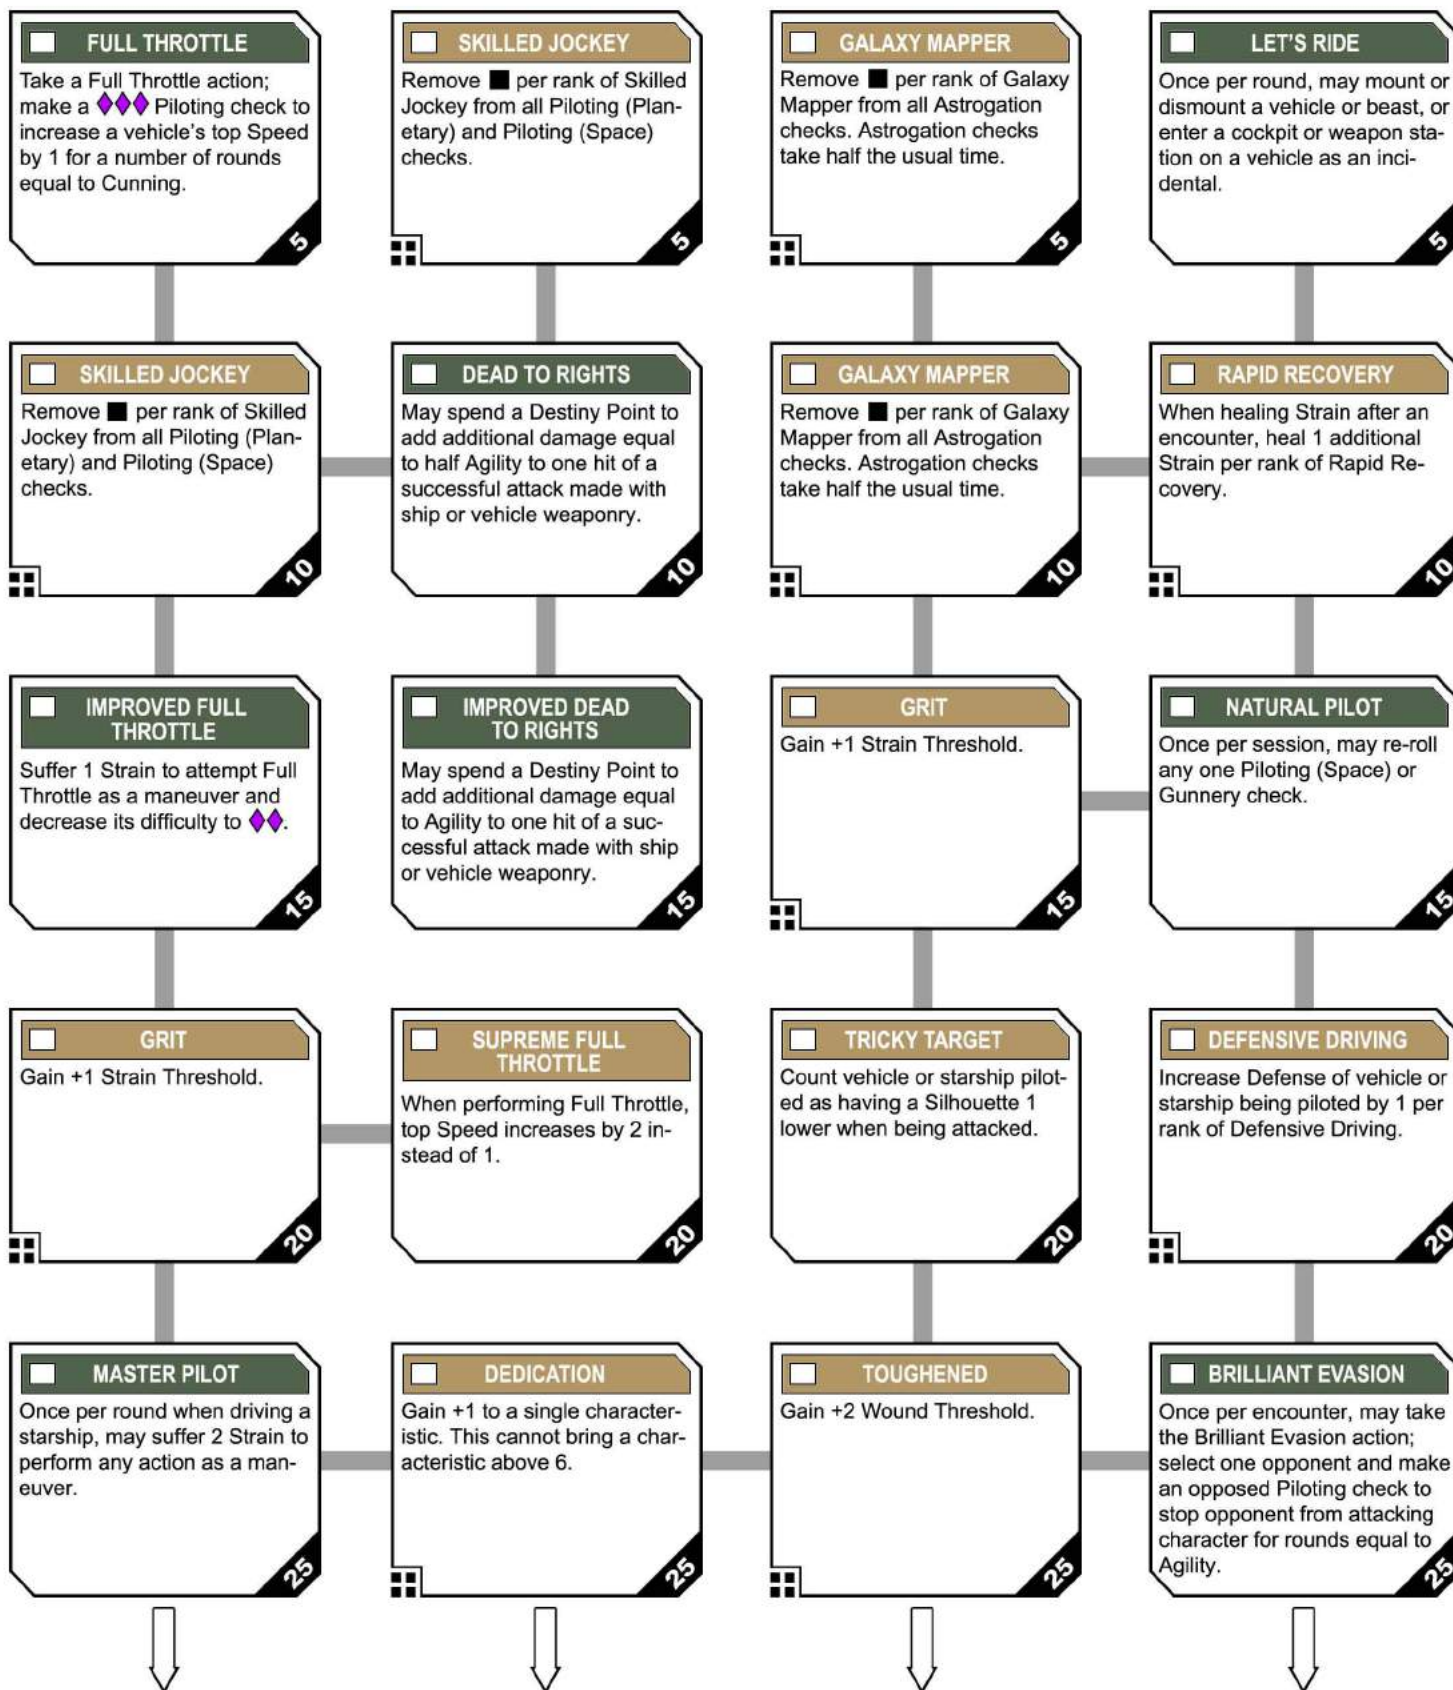 FULL THROTTLE
Take a Full Throttle action;
make a Piloting check to
increase a vehicle's top Speed
by 1 for a number of rounds
equal to Cunning.
5
SKILLED JOCKEY
Remove ■ per rank of Skilled
Jockey from all Piloting (Plan-
etary) and Piloting (Space)
checks.
5
GALAXY MAPPER
Remove ■ per rank of Galaxy
Mapper from all Astrogation
checks. Astrogation checks
take half the usual time.
5
LET'S RIDE
Once per round, may mount or
dismount a vehicle or beast, or
enter a cockpit or weapon sta-
tion on a vehicle as an inci-
dental.
5
SKILLED JOCKEY
Remove ■ per rank of Skilled
Jockey from all Piloting (Plan-
etary) and Piloting (Space)
checks.
10
DEAD TO RIGHTS
May spend a Destiny Point to
add additional damage equal
to half Agility to one hit of a
successful attack made with
ship or vehicle weaponry.
10
GALAXY MAPPER
Remove ■ per rank of Galaxy
Mapper from all Astrogation
checks. Astrogation checks
take half the usual time.
10
RAPID RECOVERY
When healing Strain after an
encounter, heal 1 additional
Strain per rank of Rapid Re-
covery.
10
IMPROVED FULL
THROTTLE
Suffer 1 Strain to attempt Full
Throttle as a maneuver and
decrease its difficulty to .
15
IMPROVED DEAD
TO RIGHTS
May spend a Destiny Point to
add additional damage equal
to Agility to one hit of a suc-
cessful attack made with ship
or vehicle weaponry.
15
GRIT
Gain +1 Strain Threshold.
15
NATURAL PILOT
Once per session, may re-roll
any one Piloting (Space) or
Gunnery check.
15
GRIT
Gain +1 Strain Threshold.
20
SUPREME FULL
THROTTLE
When performing Full Throttle,
top Speed increases by 2 in-
stead of 1.
20
TRICKY TARGET
Count vehicle or starship pilot-
ed as having a Silhouette 1
lower when being attacked.
20
DEFENSIVE DRIVING
Increase Defense of vehicle or
starship being piloted by 1 per
rank of Defensive Driving.
20
MASTER PILOT
Once per round when driving a
starship, may suffer 2 Strain to
perform any action as a man-
euver.
25
DEDICATION
Gain +1 to a single character-
istic. This cannot bring a char-
acteristic above 6.
25
TOUGHENED
Gain +2 Wound Threshold.
25
BRILLIANT EVASION
Once per encounter, may take
the Brilliant Evasion action;
select one opponent and make
an opposed Piloting check to
stop opponent from attacking
character for rounds equal to
Agility.
25